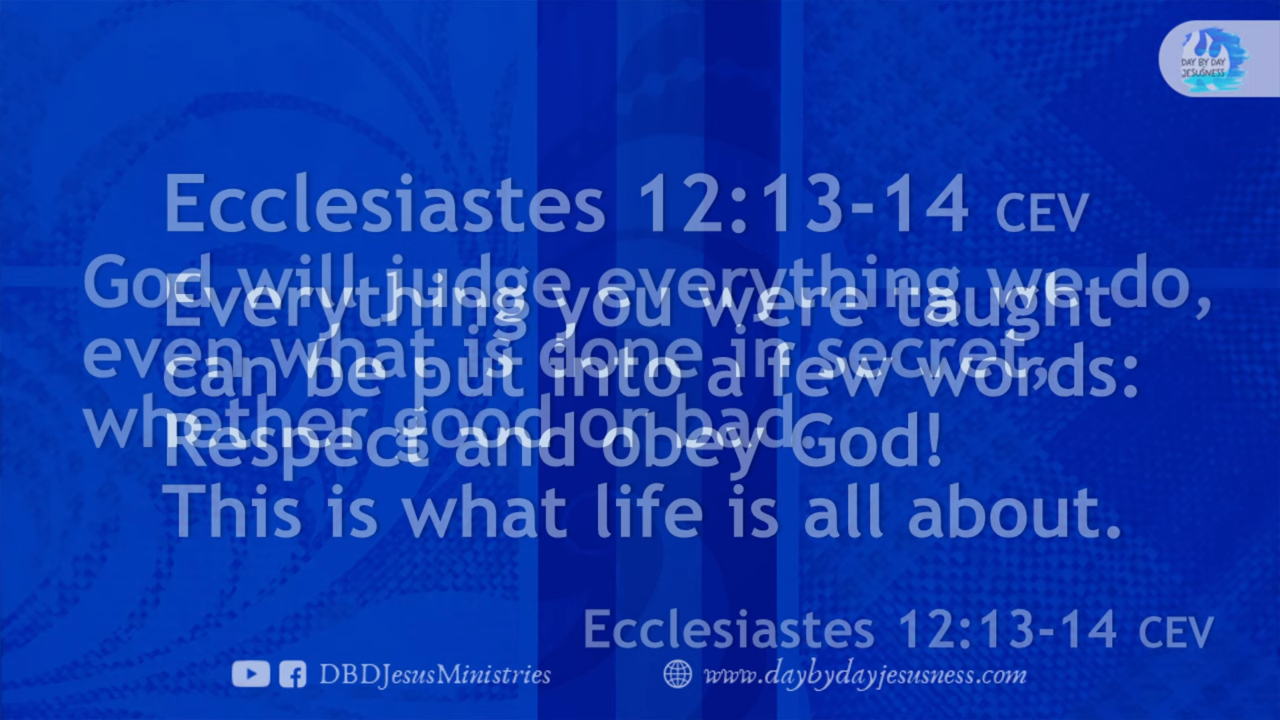 DAY BY DAY
JESUSNESS
Ecclesiastes 12:13-14 CEV
Everything you were taught
can be put into a few words:
Respect and obey God!
This is what life is all about.
God will judge everything we do,
even what is done in secret,
whether good or bad.
Ecclesiastes 12:13-14 CEV
DBDJesusMinistries
www.daybydayjesusness.com